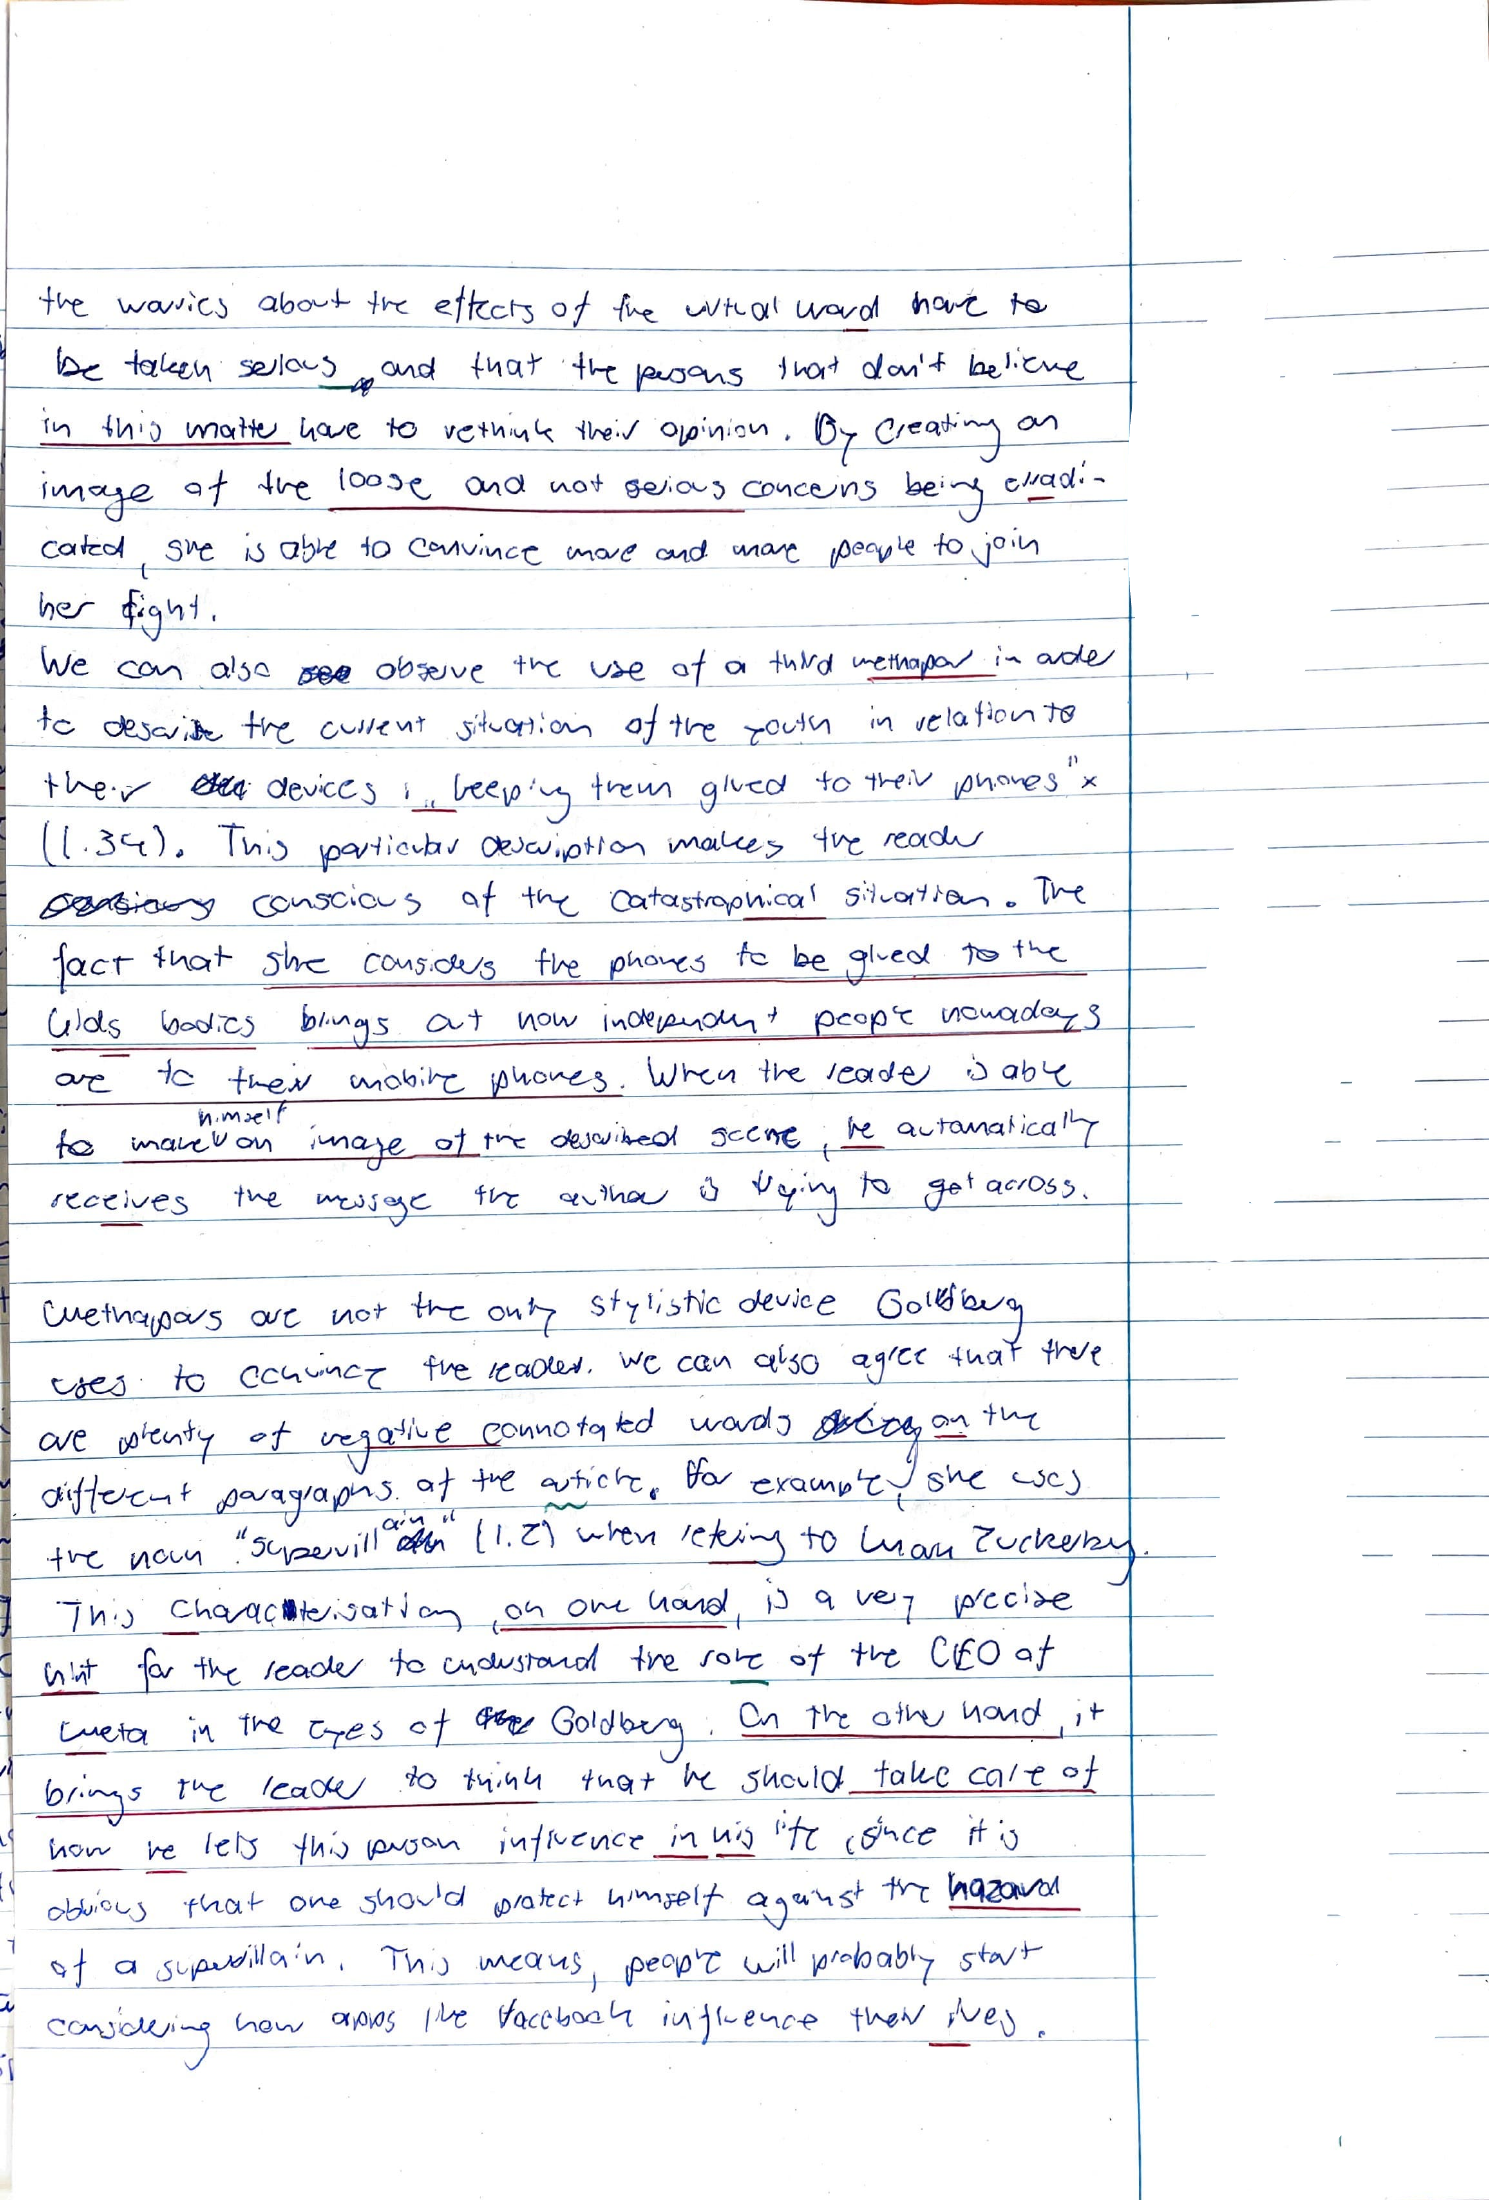 the worries about the effects of the virtual word have to
be taken serious, and that the persons that don't believe
in this matter have to rethink their opinion. By creating an
image of the loose and not serious concerns being erradi-
cated, she is able to convince more and more people to join
her fight.
We can also observe the use of a third methapor in order
to describe the current situation of the youth in relation to
their devices: „keeping them glued to their phones"
(l.34). This particular description makes the reader
conscious of the catastrophical situation. The
fact that she considers the phones to be glued to the
kids bodies brings out how independent people nowadays
are to their mobile phones. When the reader is able
to make himself an image of the described scene, he automatically
receives the message the author is trying to get across.
Methapors are not the only stylistic device Goldberg
uses to convince the reader. We can also agree that there
are plenty of negative connotated words on the
different paragraphs of the article. For example, she uses
the noun "supervillain" (l.2) when refering to Mark Zuckerberg.
This characterisation, on one hand, is a very precise
hint for the reader to understand the role of the CEO of
Meta in the eyes of Goldberg. On the other hand, it
brings the reader to think that he should take care of
how he lets this person influence in his life, since it is
obvious that one should protect himself against the hazard
of a supervillain. This means, people will probably start
considering how apps like Facebook influence their lives.